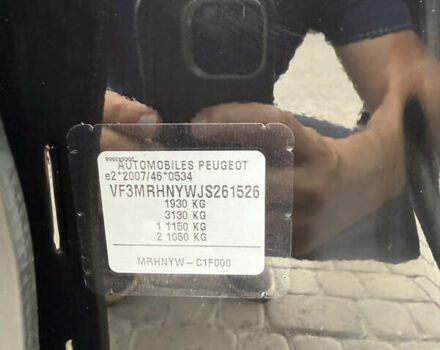 AUTOMOBILES PEUGEOT
e2*2007/46*0534
VF3MRHNYWJS261526
1930 KG
3130 KG
1 1150 KG
2 1050 KG
MRHNYW-C1F000